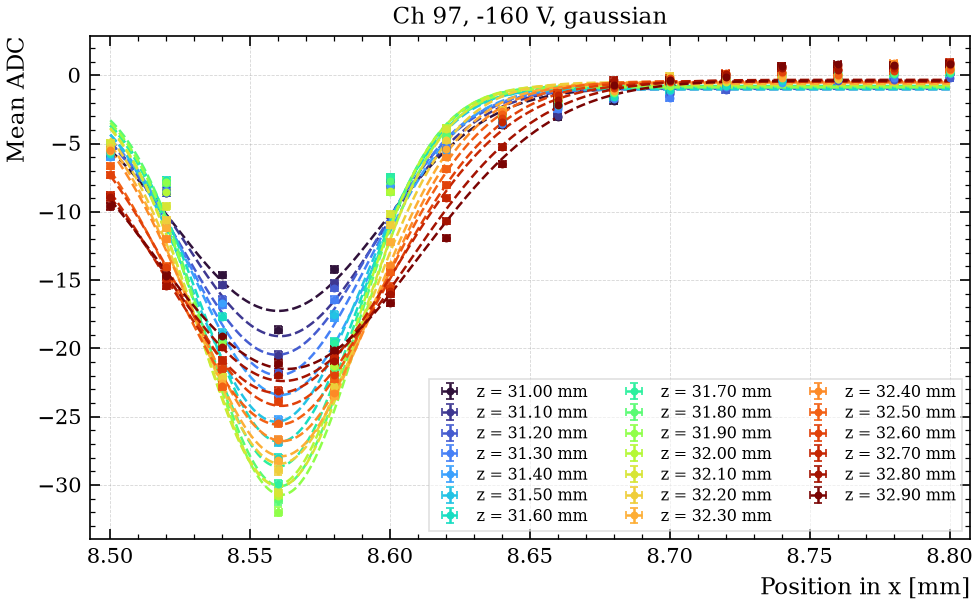 Ch 97, -160 V, gaussian
Mean ADC
0
−5
−10
−15
−20
−25
−30
z = 31.00 mm
z = 31.10 mm
z = 31.20 mm
z = 31.30 mm
z = 31.40 mm
z = 31.50 mm
z = 31.60 mm
z = 31.70 mm
z = 31.80 mm
z = 31.90 mm
z = 32.00 mm
z = 32.10 mm
z = 32.20 mm
z = 32.30 mm
z = 32.40 mm
z = 32.50 mm
z = 32.60 mm
z = 32.70 mm
z = 32.80 mm
z = 32.90 mm
8.50 8.55 8.60 8.65 8.70 8.75 8.80
Position in x [mm]